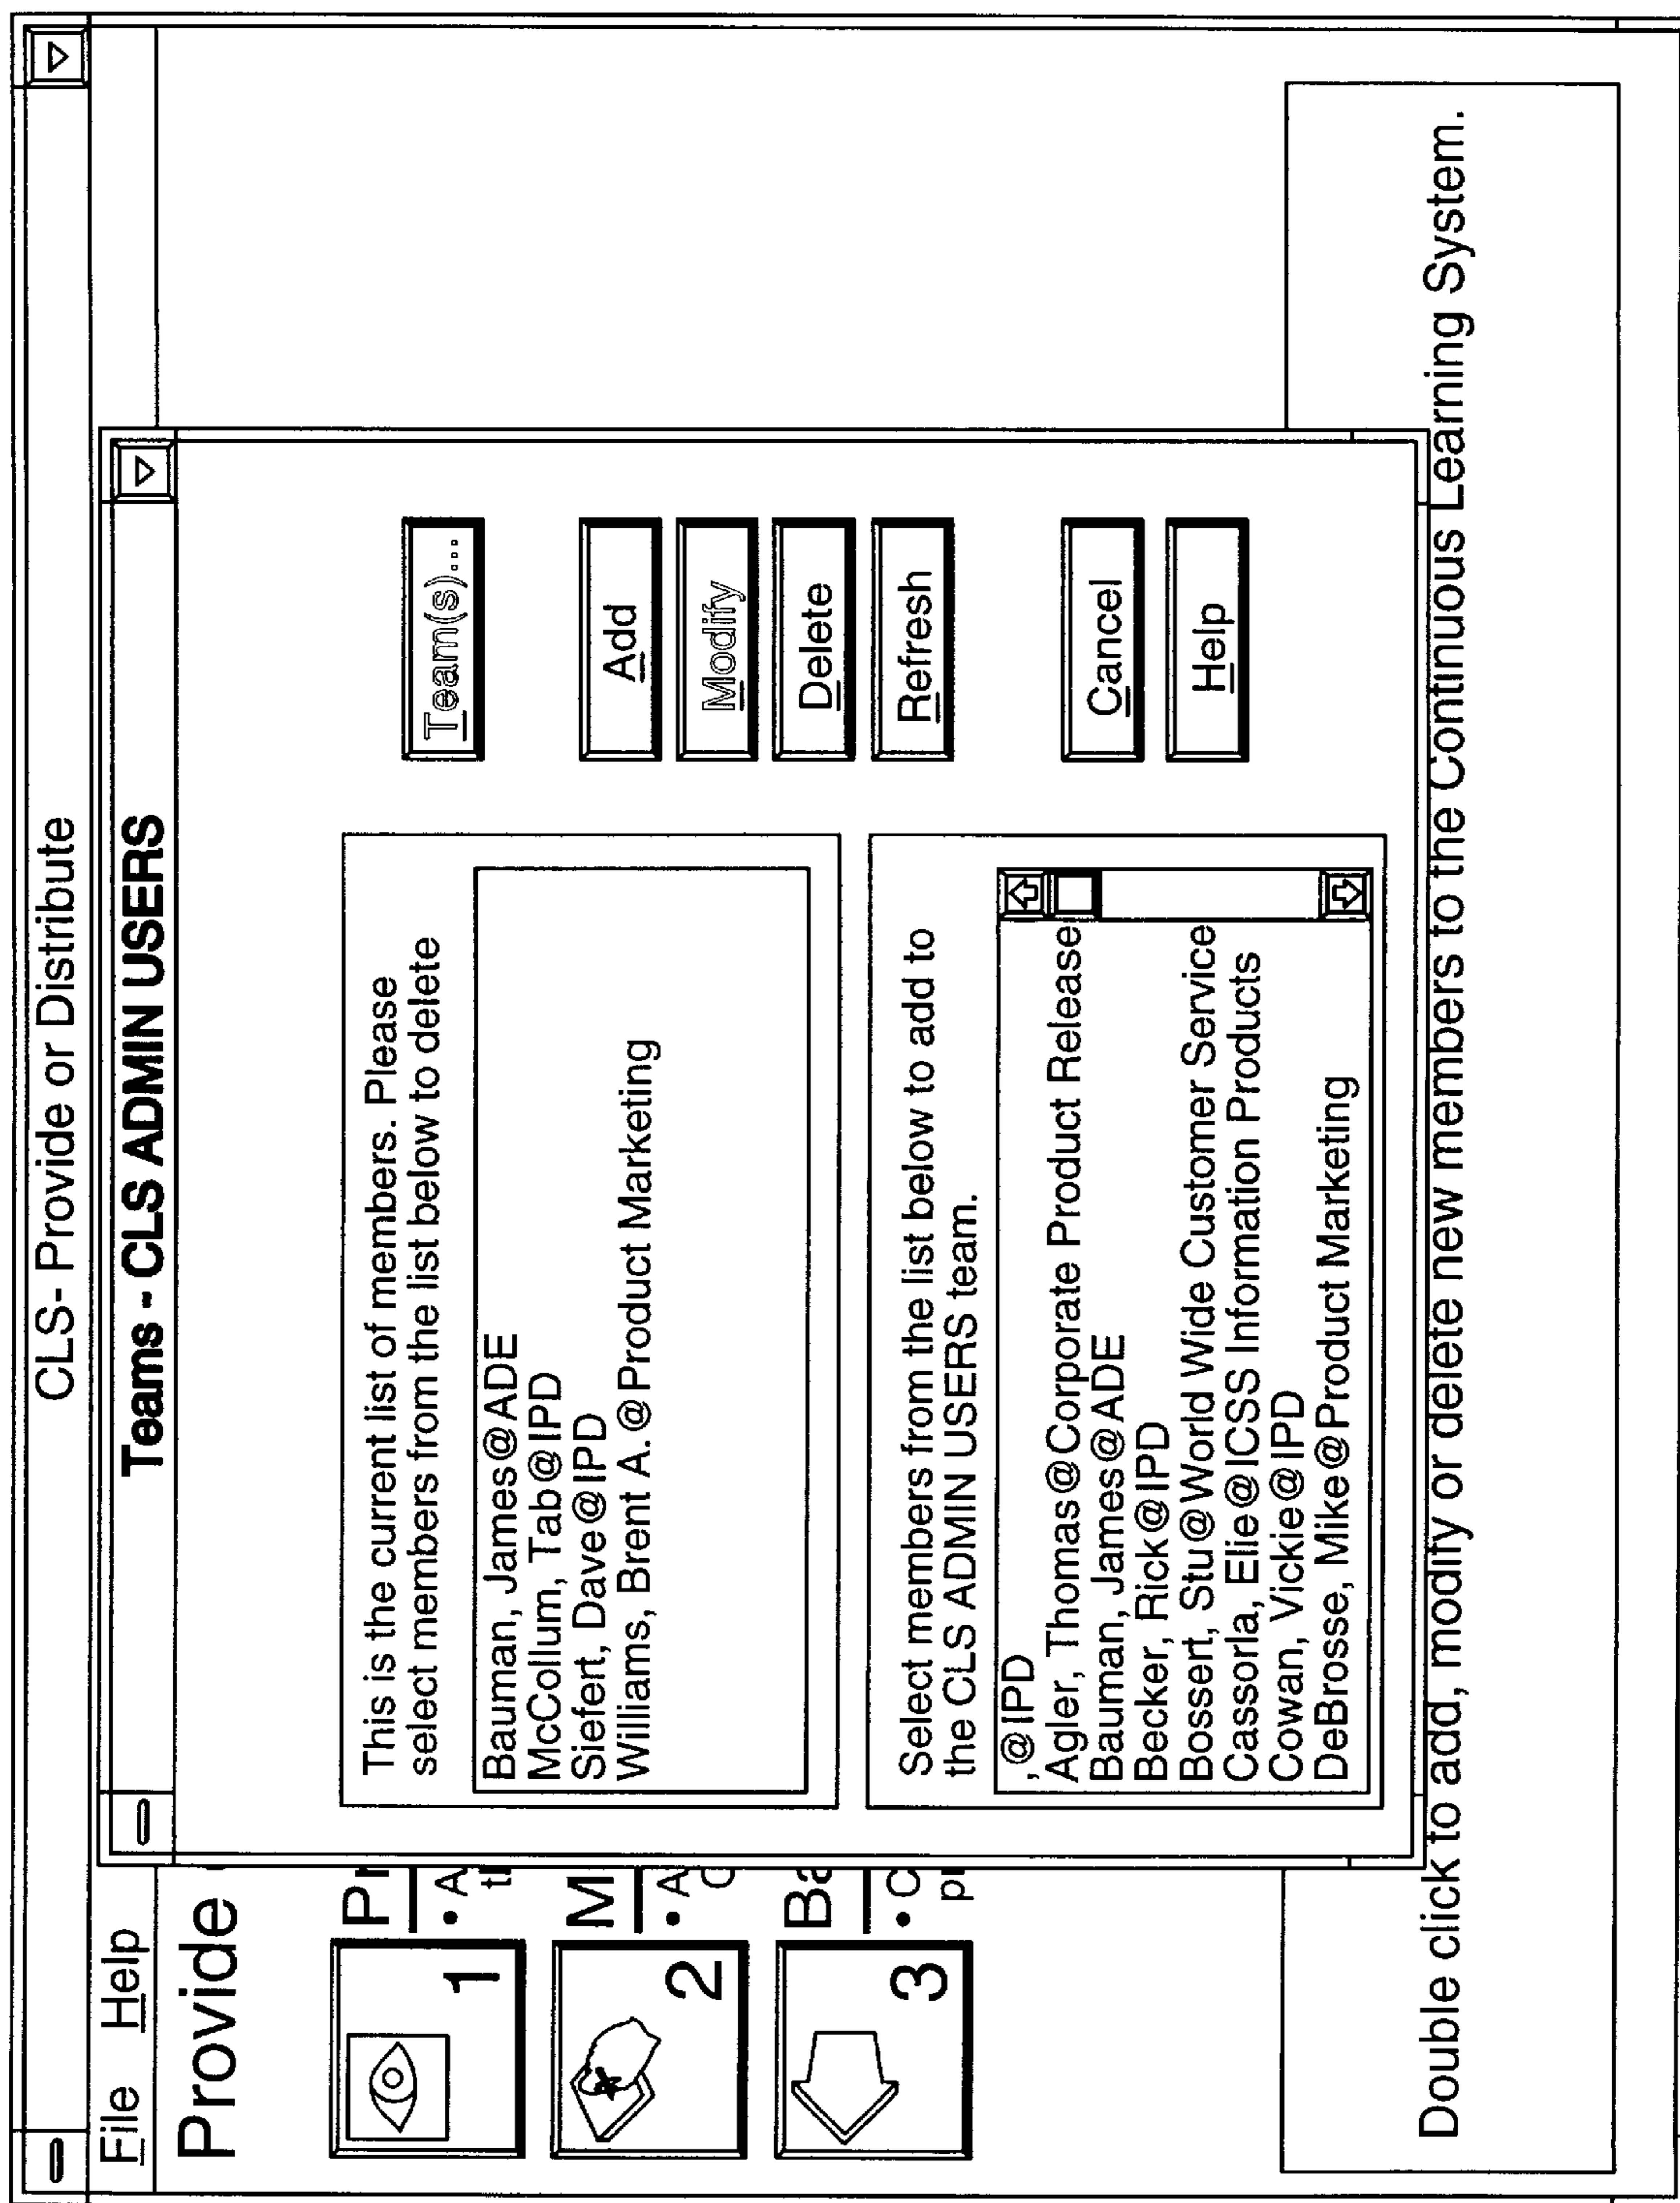 CLS- Provide or Distribute
File Help
Provide
Teams - CLS ADMIN USERS
1
Pr
• A
2
M
• A
3
Ba
• C
This is the current list of members. Please
select members from the list below to delete
Bauman, James@ADE
McCollum, Tab@IPD
Siefert, Dave@IPD
Williams, Brent A.@Product Marketing
Select members from the list below to add to
the CLS ADMIN USERS team.
,@IPD
Agler, Thomas@Corporate Product Release
Bauman, James@ADE
Becker, Rick@IPD
Bossert, Stu@World Wide Customer Service
Cassorla, Elie@ICSS Information Products
Cowan, Vickie@IPD
DeBrosse, Mike@Product Marketing
Team(s)...
Add
Modify
Delete
Refresh
Cancel
Help
Double click to add, modify or delete new members to the Continuous Learning System.